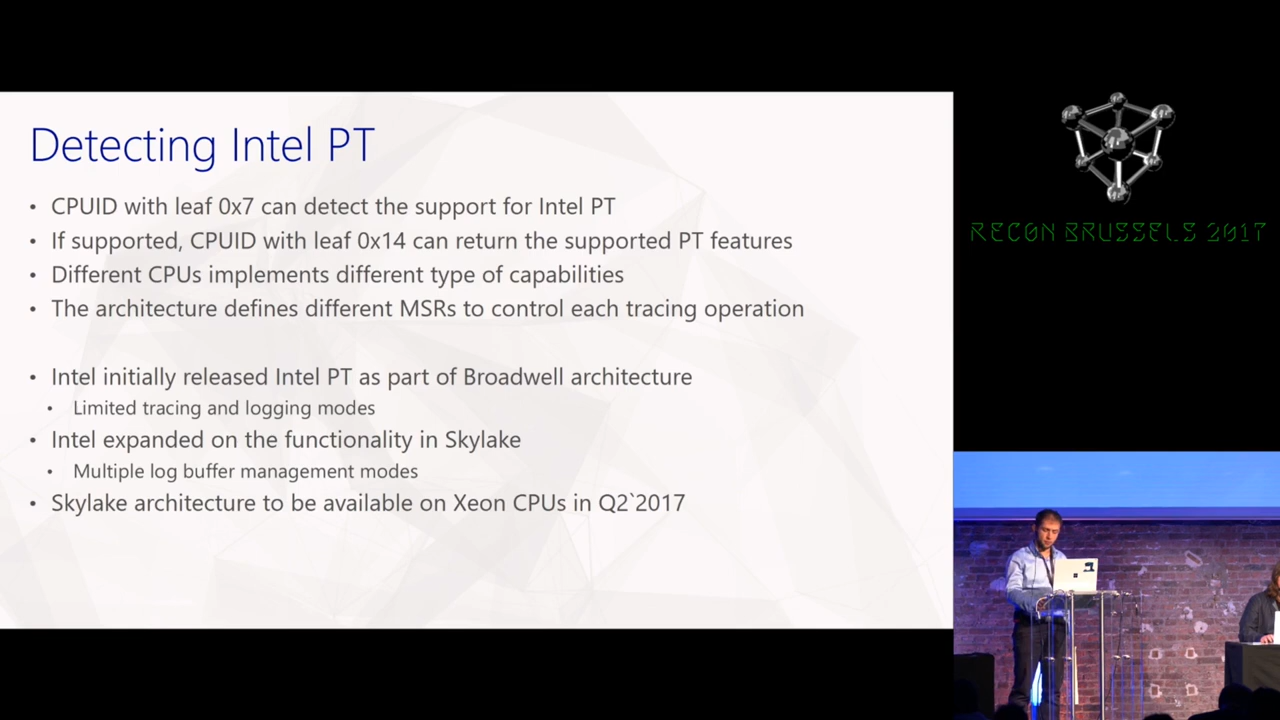 Detecting Intel PT
• CPUID with leaf 0x7 can detect the support for Intel PT
• If supported, CPUID with leaf 0x14 can return the supported PT features
• Different CPUs implements different type of capabilities
• The architecture defines different MSRs to control each tracing operation
• Intel initially released Intel PT as part of Broadwell architecture
• Limited tracing and logging modes
• Intel expanded on the functionality in Skylake
• Multiple log buffer management modes
• Skylake architecture to be available on Xeon CPUs in Q2`2017
RECON BRUSSELS 2017